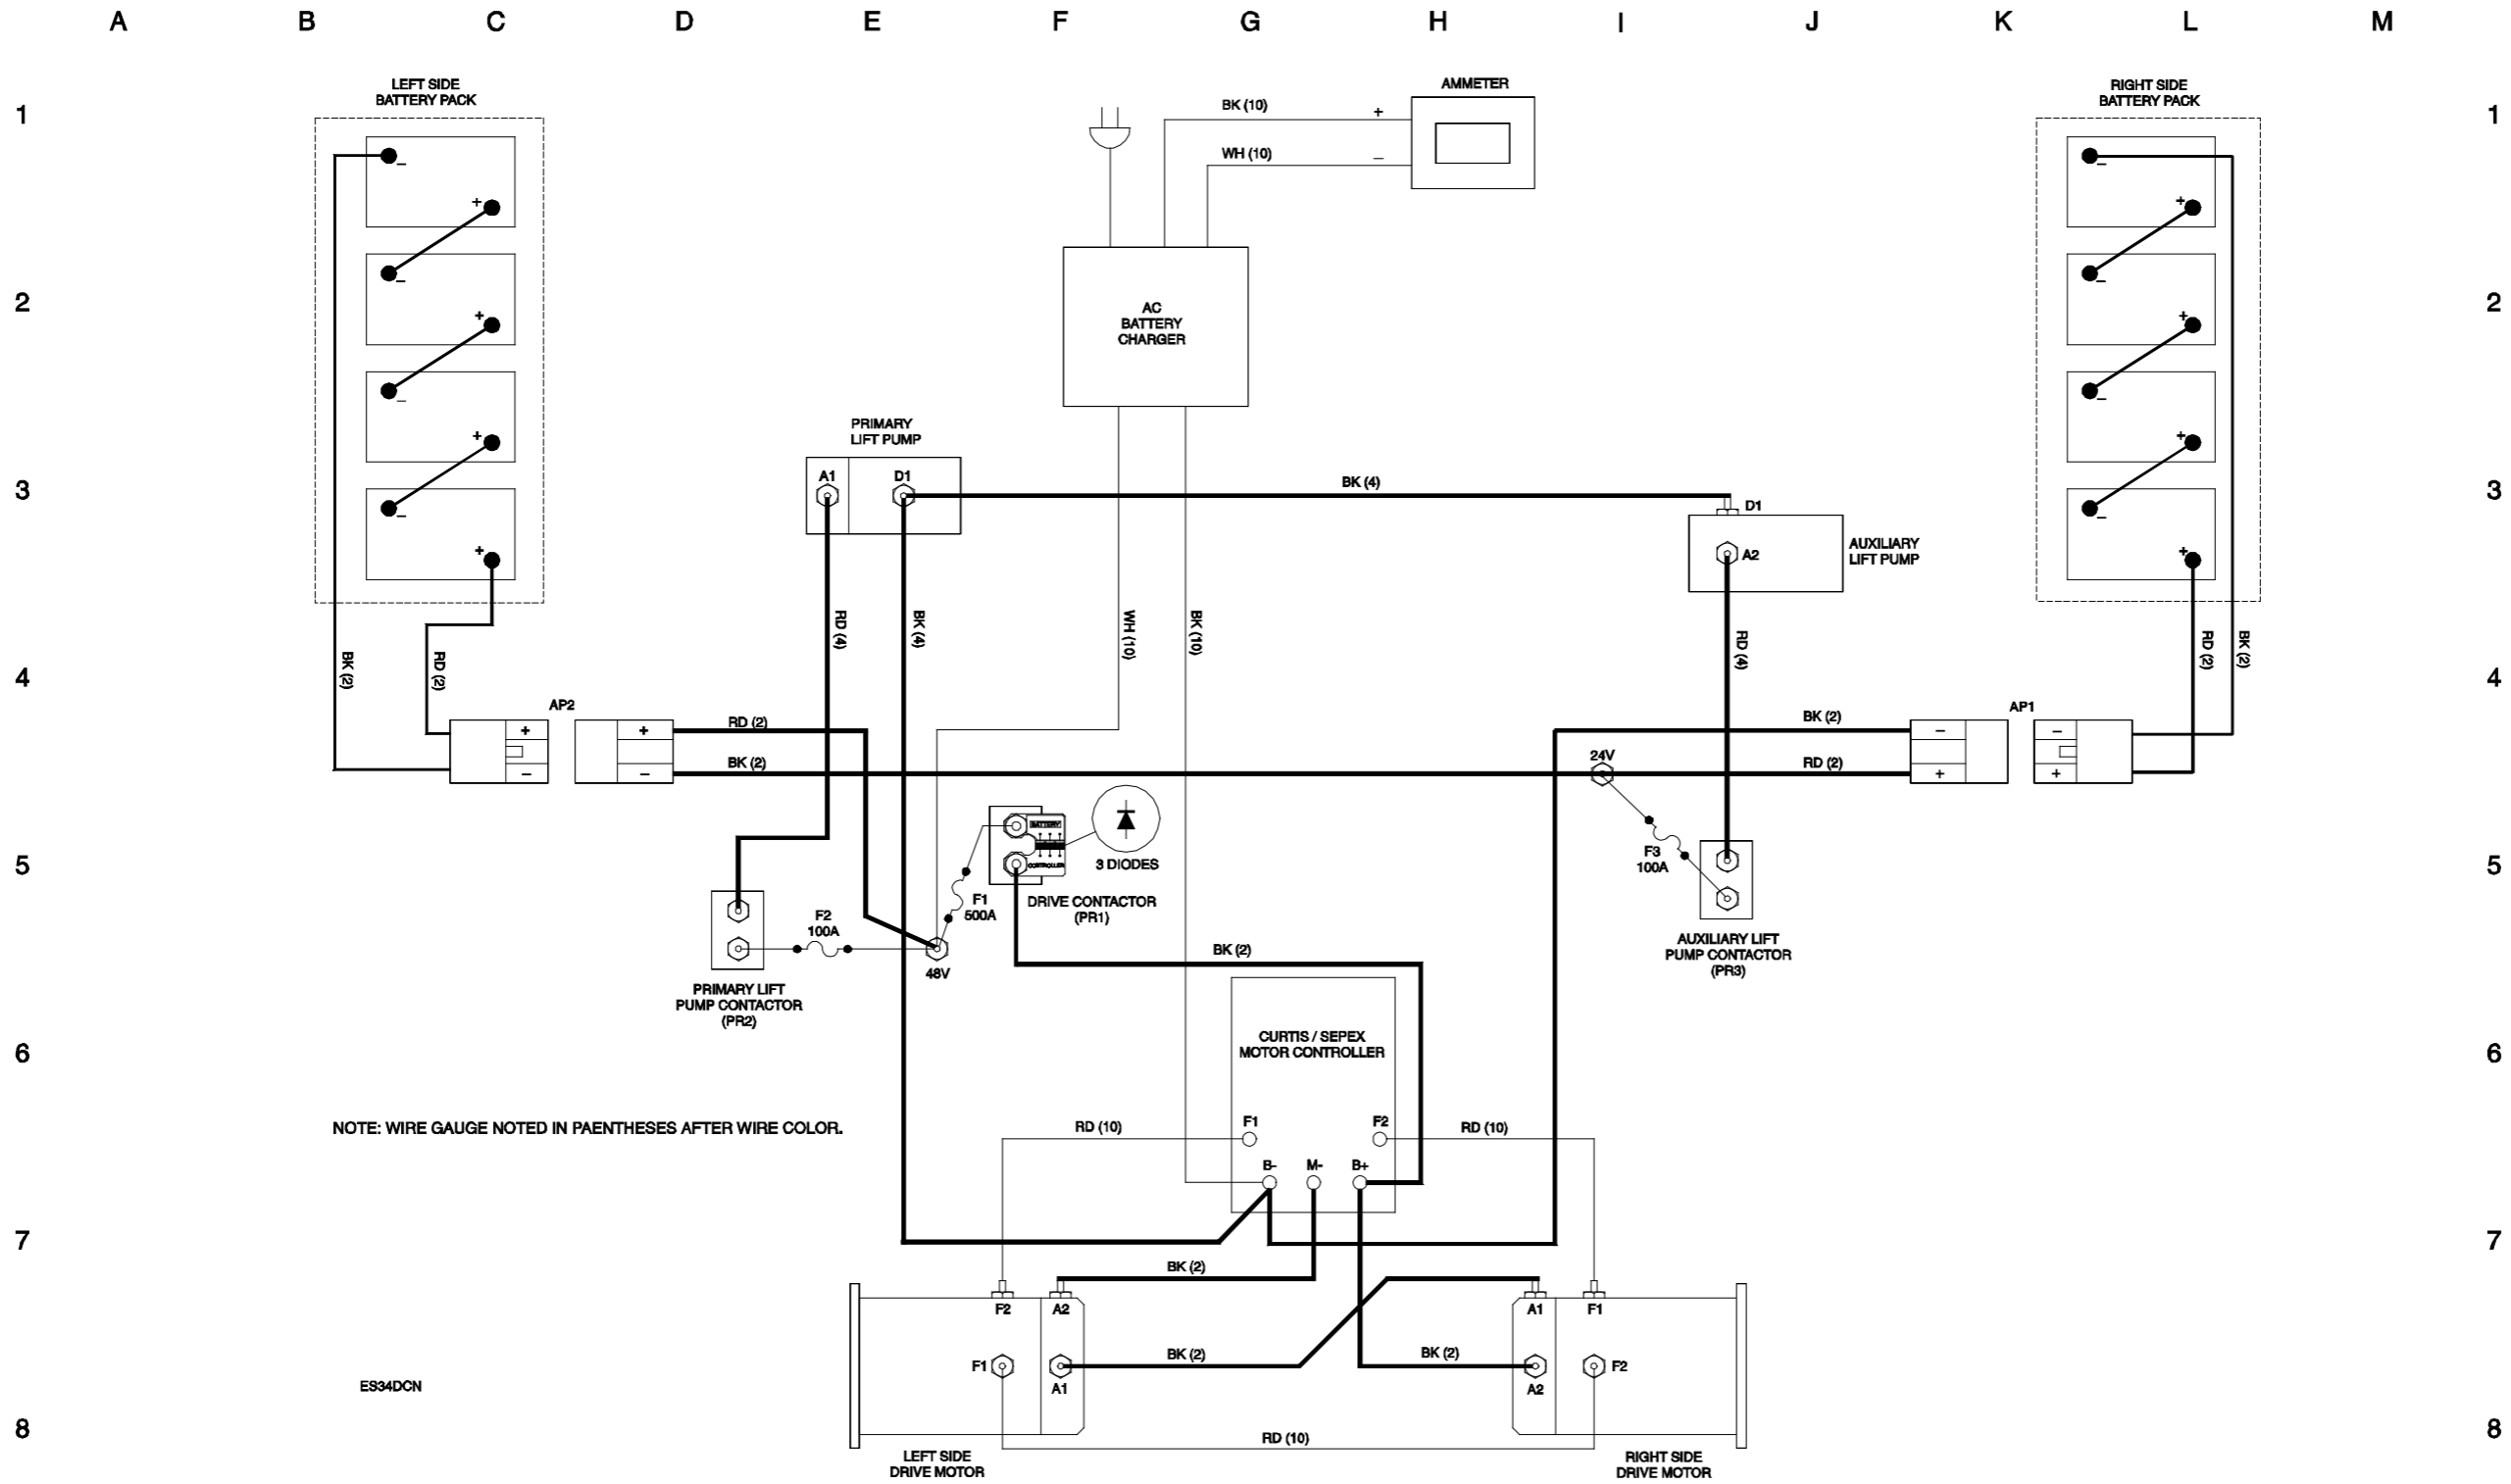 A B C D E F G H I J K L M
LEFT SIDE
BATTERY PACK
AMMETER
RIGHT SIDE
BATTERY PACK
1 1
BK (10) +
WH (10) –
–
+
–
+
–
+
–
+
–
+
–
+
–
+
–
+
2 2
AC
BATTERY
CHARGER
PRIMARY
LIFT PUMP
A1 D1
3 3
BK (4)
D1
A2
AUXILIARY
LIFT PUMP
RD (4)
BK (4)
WH (10)
BK (10)
RD (4)
RD (2)
BK (2)
BK (2)
RD (2)
4 4
AP2
AP1
+ + RD (2)
– – BK (2)
BK (2) – –
24V
RD (2) + +
BATTERY
CONTROLLER
3 DIODES
5 5
F1
500A
DRIVE CONTACTOR
(PR1)
F2
100A
48V
F3
100A
BK (2)
AUXILIARY LIFT
PUMP CONTACTOR
(PR3)
PRIMARY LIFT
PUMP CONTACTOR
(PR2)
CURTIS / SEPEX
MOTOR CONTROLLER
6 6
NOTE: WIRE GAUGE NOTED IN PAENTHESES AFTER WIRE COLOR.
RD (10) F1 F2 RD (10)
B- M- B+
7 7
BK (2)
F2 A2 A1 F1
BK (2) BK (2)
F1 A1 A2 F2
ES34DCN
8 8
RD (10)
LEFT SIDE
DRIVE MOTOR
RIGHT SIDE
DRIVE MOTOR